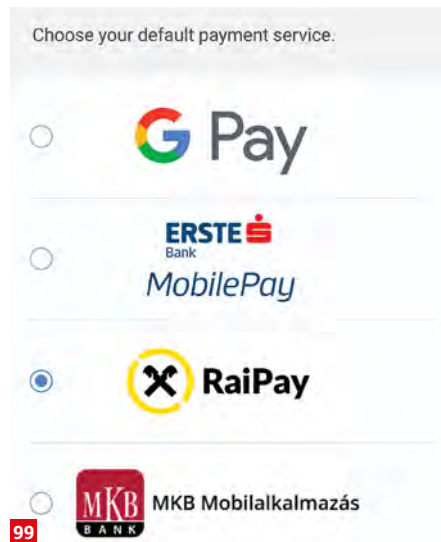 Choose your default payment service.
G Pay
ERSTE
Bank
MobilePay
RaiPay
MKB
BANK
MKB Mobilalkalmazás
99